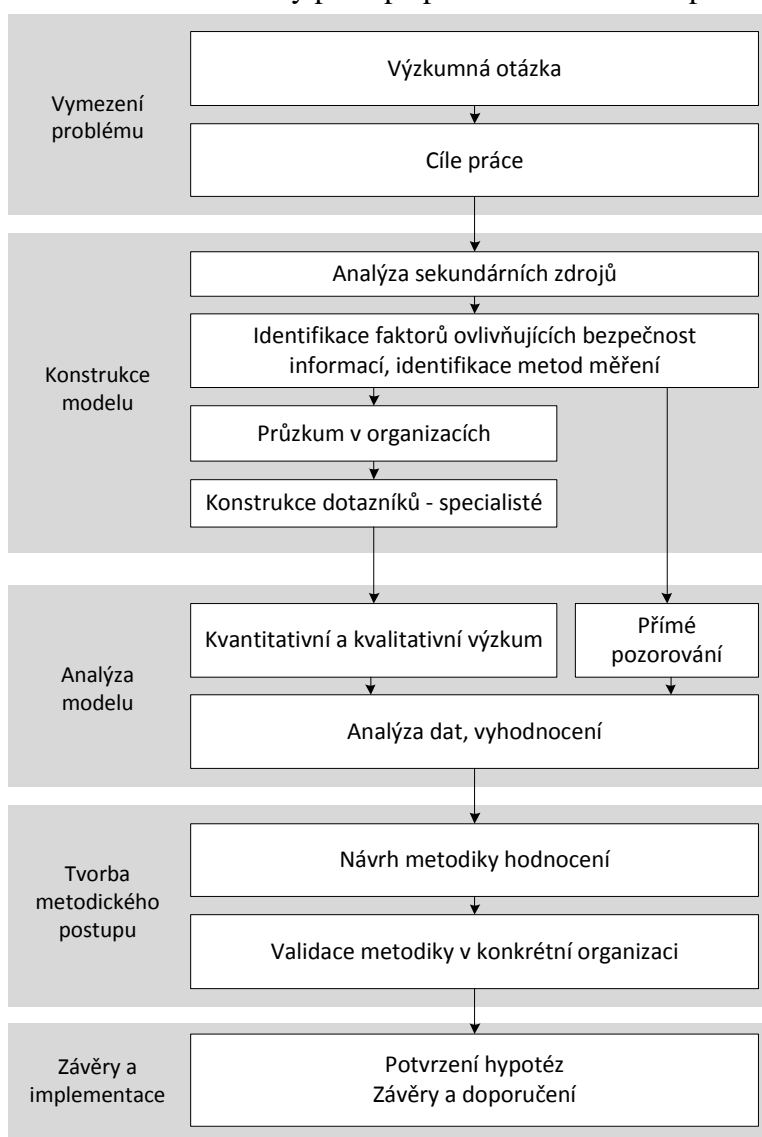 Vymezení
problému
Výzkumná otázka
Cíle práce
Konstrukce
modelu
Analýza sekundárních zdrojů
Identifikace faktorů ovlivňujících bezpečnost
informací, identifikace metod měření
Průzkum v organizacích
Konstrukce dotazníků - specialisté
Analýza
modelu
Kvantitativní a kvalitativní výzkum
Přímé
pozorování
Analýza dat, vyhodnocení
Tvorba
metodického
postupu
Návrh metodiky hodnocení
Validace metodiky v konkrétní organizaci
Závěry a
implementace
Potvrzení hypotéz
Závěry a doporučení